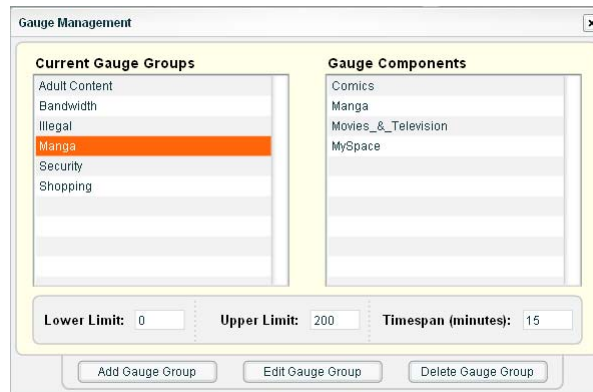 Gauge Management
Current Gauge Groups
Adult Content
Bandwidth
Illegal
Manga
Security
Shopping
Gauge Components
Comics
Manga
Movies_&_Television
MySpace
Lower Limit: 0 Upper Limit: 200 Timespan (minutes): 15
Add Gauge Group Edit Gauge Group Delete Gauge Group